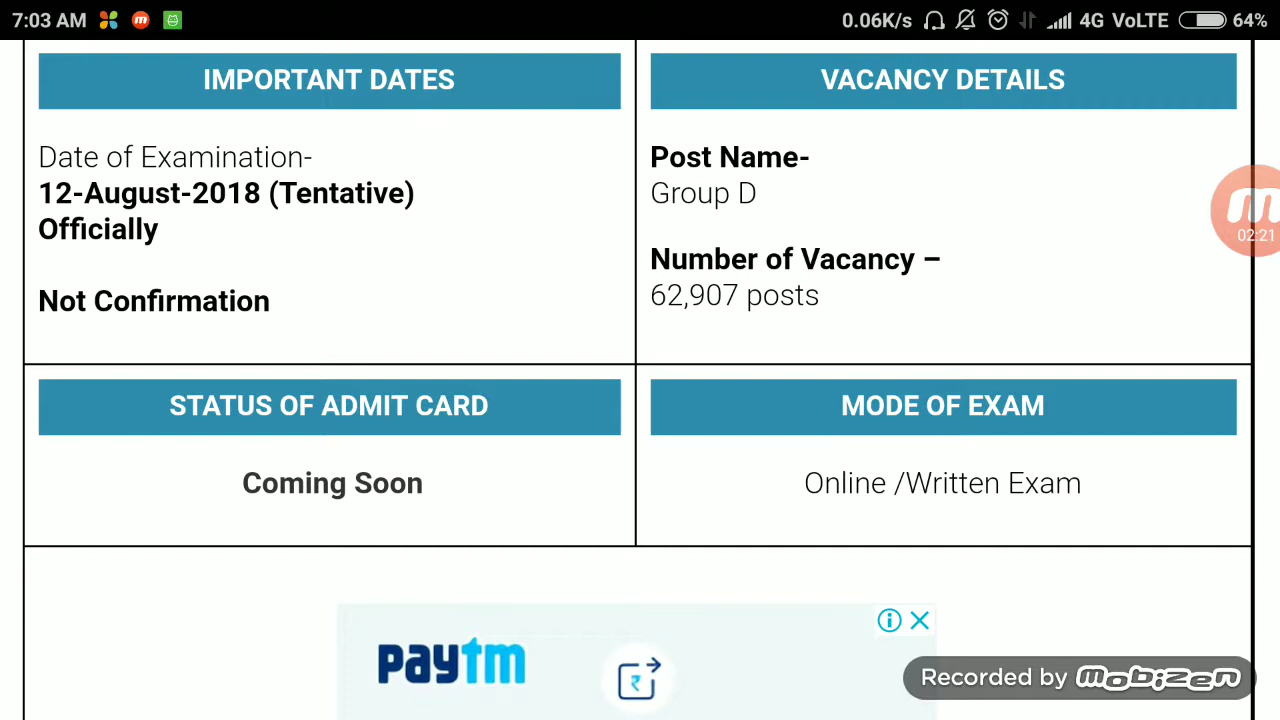 7:03 AM
0.06K/s
4G VoLTE
64%
IMPORTANT DATES
Date of Examination-
12-August-2018 (Tentative)
Officially
Not Confirmation
VACANCY DETAILS
Post Name-
Group D
Number of Vacancy –
62,907 posts
02:21
STATUS OF ADMIT CARD
Coming Soon
MODE OF EXAM
Online /Written Exam
paytm
₹
Recorded by mobizen